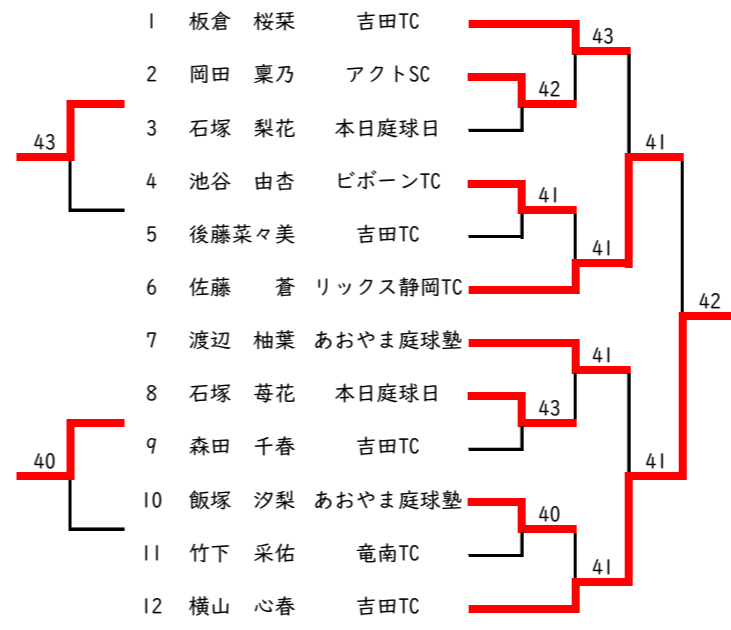 1 板倉 桜栞 吉田TC
43
2 岡田 稟乃 アクトSC
42
3 石塚 梨花 本日庭球日
43
41
4 池谷 由杏 ビボーンTC
41
5 後藤菜々美 吉田TC
41
6 佐藤 蒼 リックス静岡TC
42
7 渡辺 柚葉 あおやま庭球塾
41
8 石塚 苺花 本日庭球日
43
9 森田 千春 吉田TC
40
41
10 飯塚 汐梨 あおやま庭球塾
40
11 竹下 采佑 竜南TC
41
12 横山 心春 吉田TC